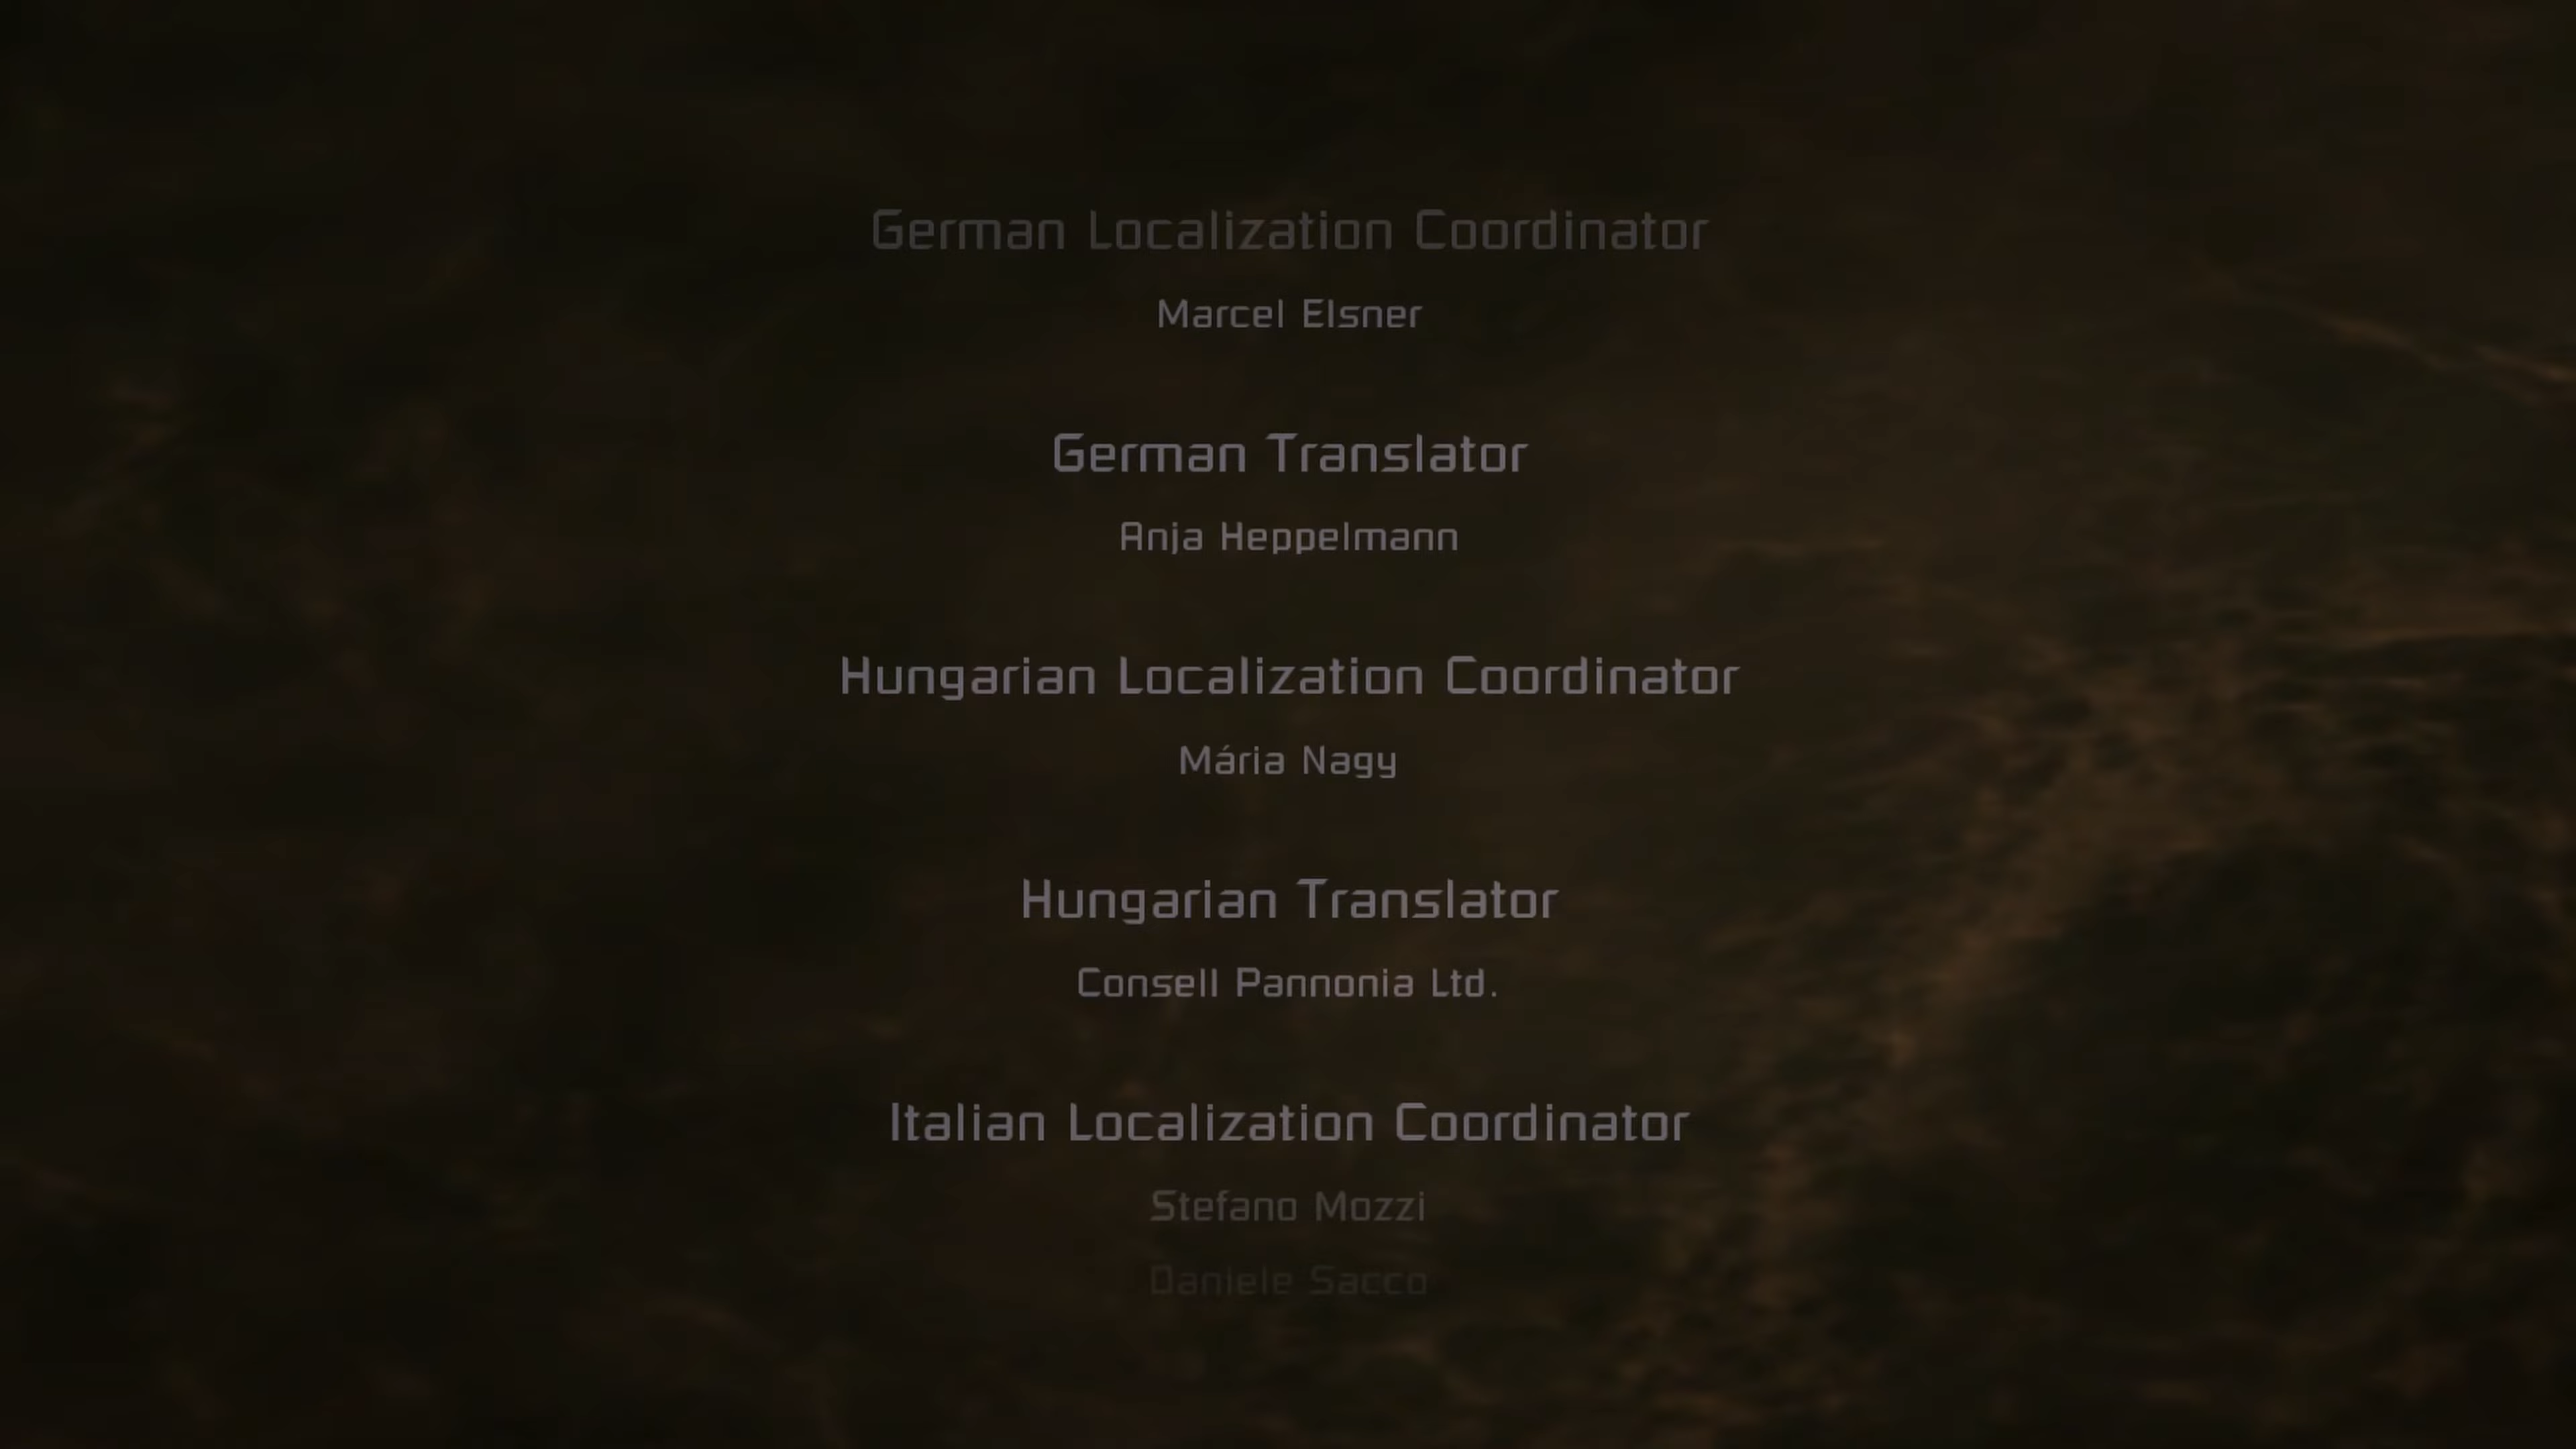 German Localization Coordinator
Marcel Elsner
German Translator
Anja Heppelmann
Hungarian Localization Coordinator
Mária Nagy
Hungarian Translator
Consell Pannonia Ltd.
Italian Localization Coordinator
Stefano Mozzi
Daniele Sacco